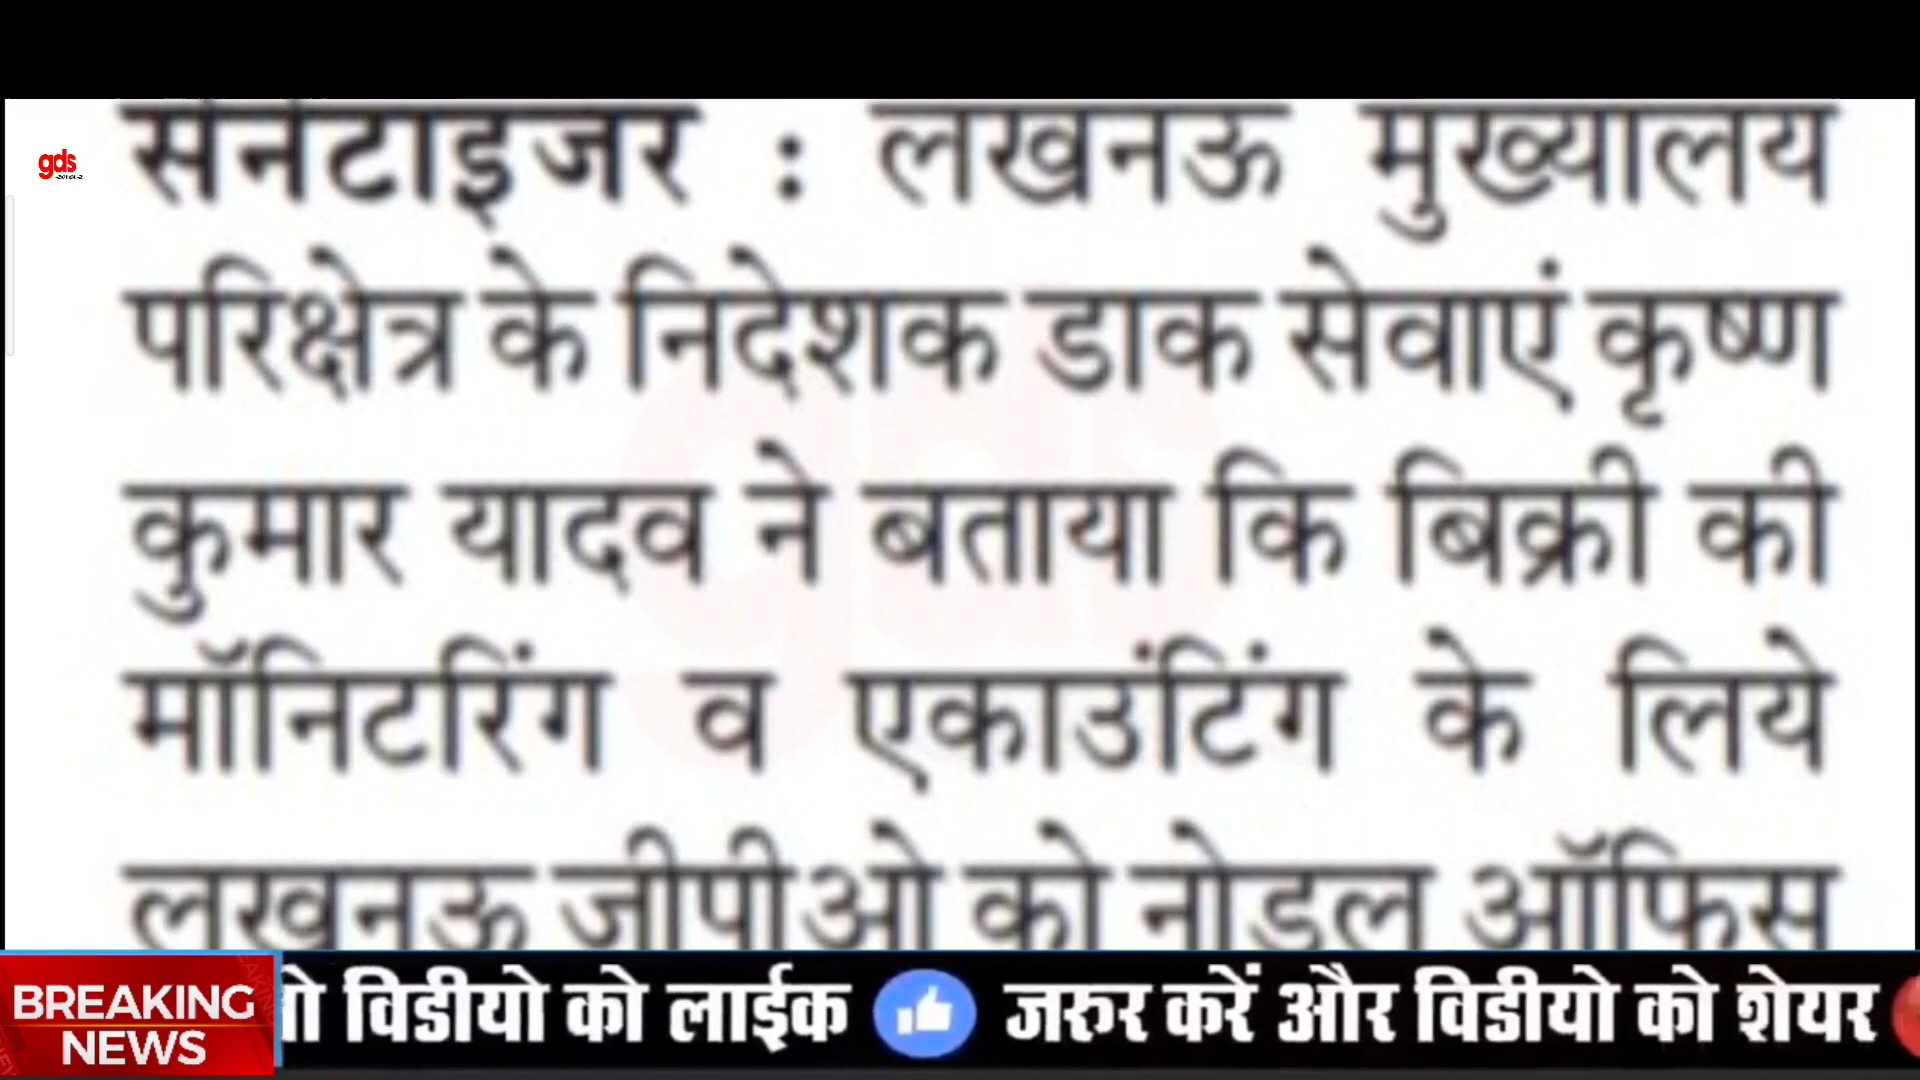 सेनेटाइजर : लखनऊ मुख्यालय
gds
परिक्षेत्र के निदेशक डाक सेवाएं कृष्ण
कुमार यादव ने बताया कि बिक्री की
मॉनिटरिंग व एकाउंटिंग के लिये
लखनऊ जीपीओ को नोडल ऑफिस
BREAKING
NEWS
विडीयो को लाईक जरुर करें और विडीयो को शेयर